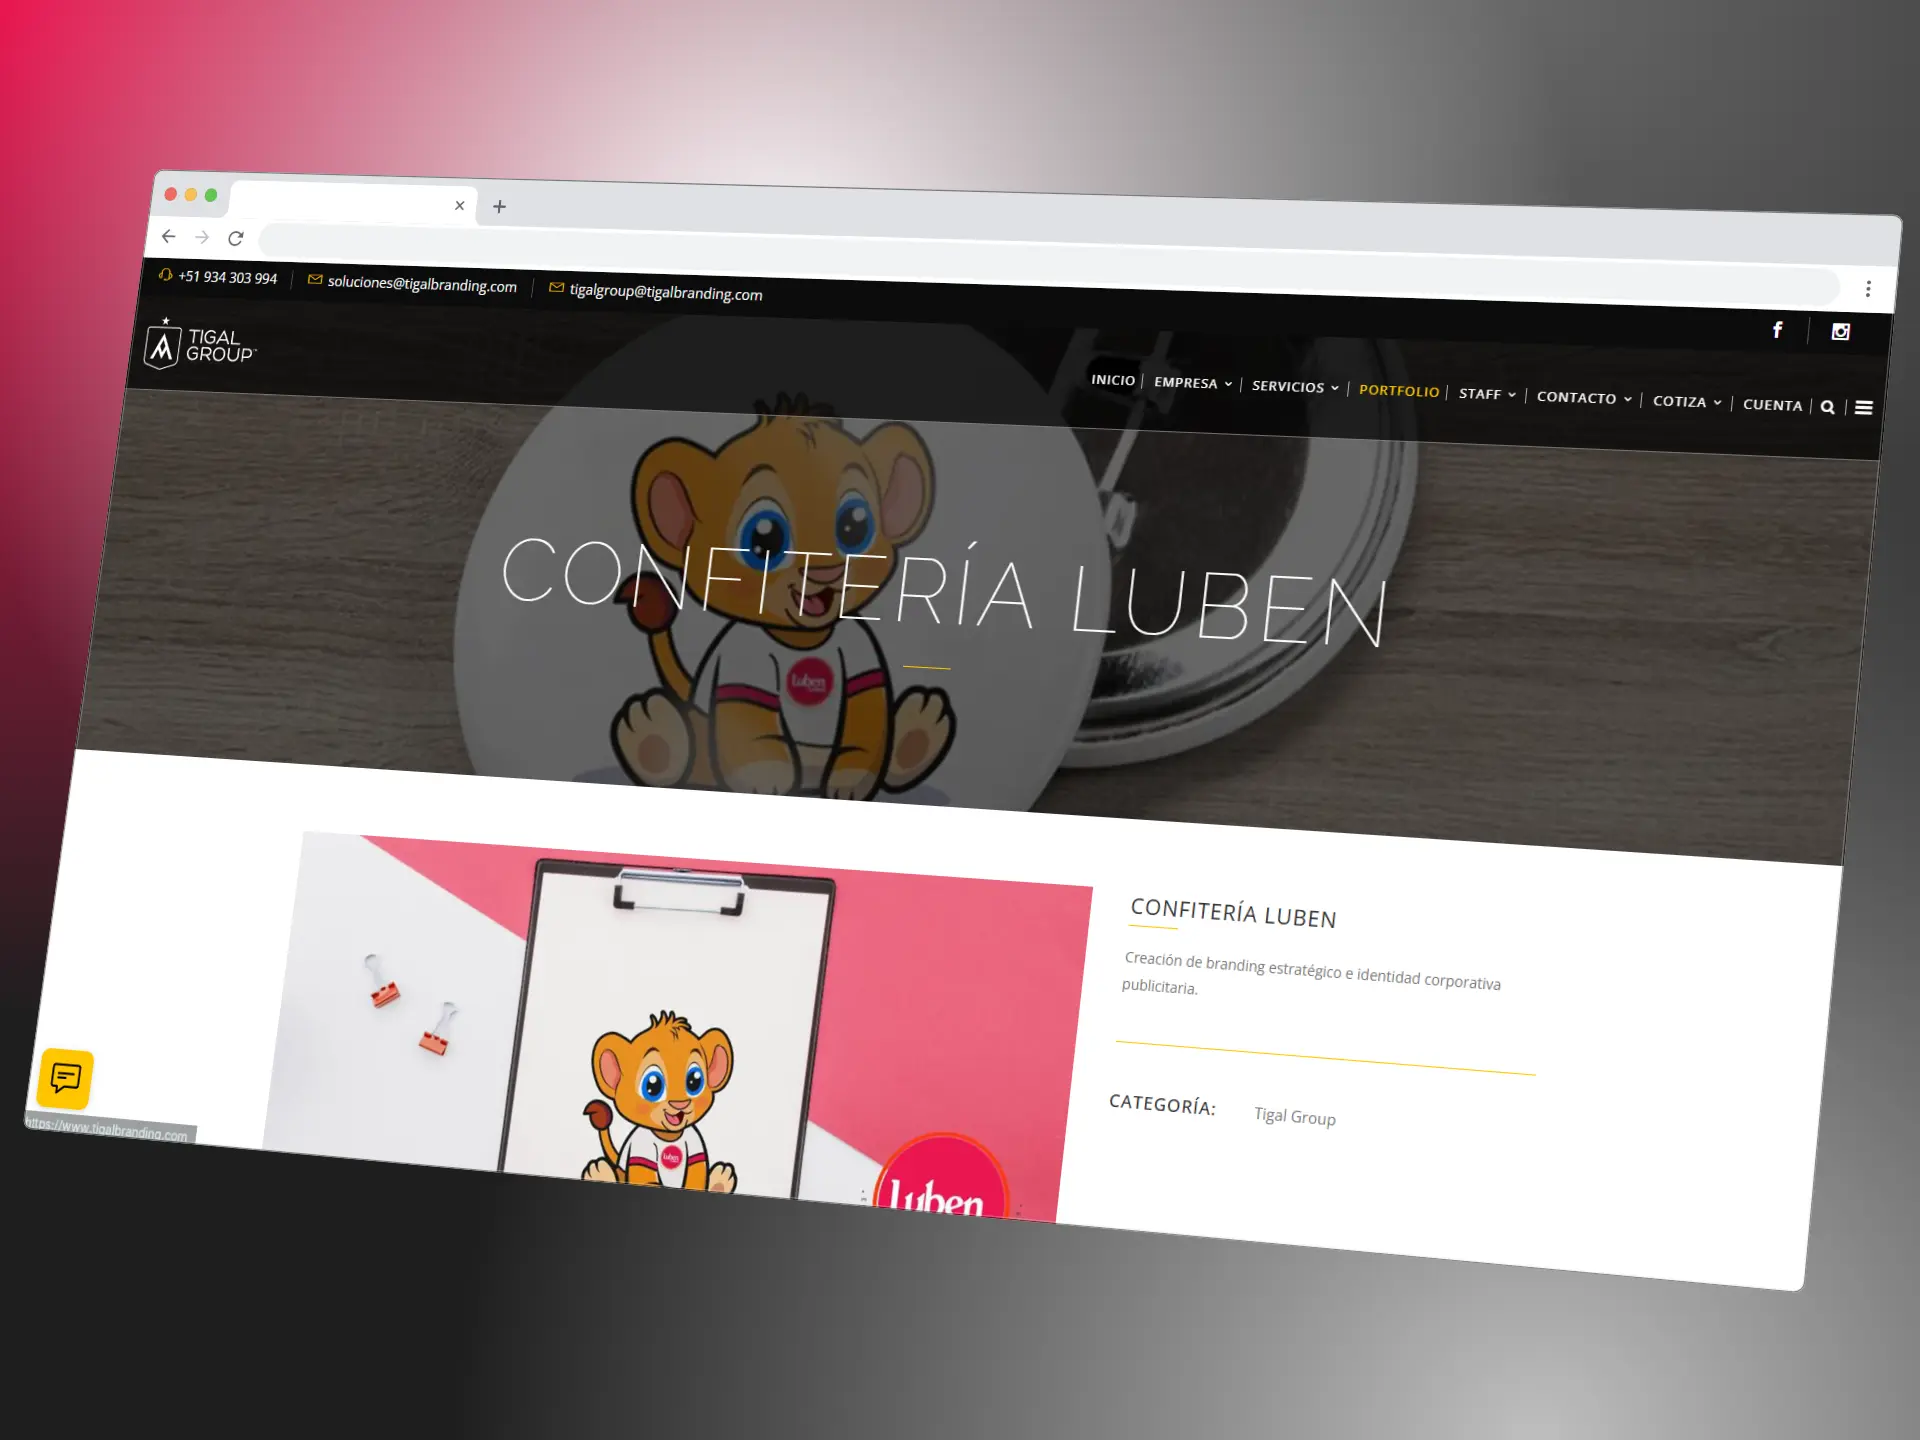 +51 934 303 994
soluciones@tigalbranding.com
tigalgroup@tigalbranding.com
TIGAL
GROUP™
INICIO
EMPRESA
SERVICIOS
PORTFOLIO
STAFF
CONTACTO
COTIZA
CUENTA
CONFITERÍA LUBEN
Luben
CONFITERÍA LUBEN
Creación de branding estratégico e identidad corporativa
publicitaria.
CATEGORÍA:
Tigal Group
Luben
Luben
https://www.tigalbranding.com